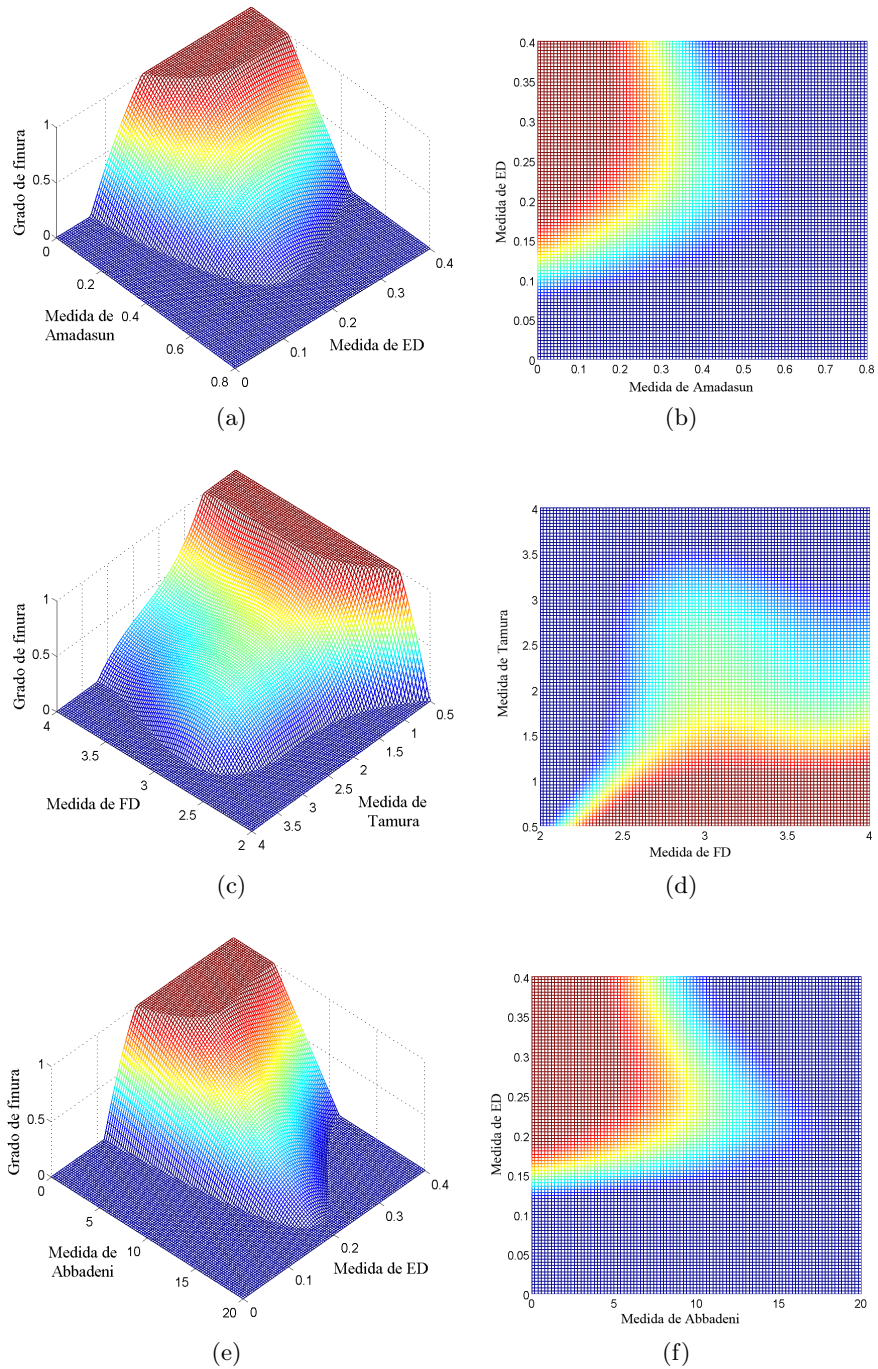 1
0.5
0
Grado de finura
0
0.2
0.4
0.6
0.8
Medida de
Amadasun
0
0.1
0.2
0.3
0.4
Medida de ED
(a)
0.4
0.35
0.3
0.25
0.2
0.15
0.1
0.05
0
Medida de ED
0 0.1 0.2 0.3 0.4 0.5 0.6 0.7 0.8
Medida de Amadasun
(b)
1
0.5
0
Grado de finura
4
3.5
3
2.5
2
Medida de FD
4
3.5
3
2.5
2
1.5
1
0.5
Medida de
Tamura
(c)
4
3.5
3
2.5
2
1.5
1
0.5
Medida de Tamura
2 2.5 3 3.5 4
Medida de FD
(d)
1
0.5
0
Grado de finura
0
5
10
15
20
Medida de
Abbadeni
0
0.1
0.2
0.3
0.4
Medida de ED
(e)
0.4
0.35
0.3
0.25
0.2
0.15
0.1
0.05
0
Medida de ED
0 5 10 15 20
Medida de Abbadeni
(f)